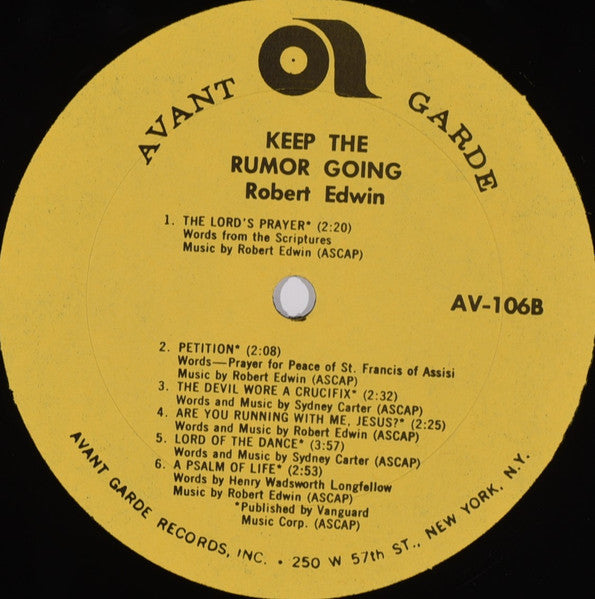 AVANT GARDE
KEEP THE
RUMOR GOING
Robert Edwin
1. THE LORD'S PRAYER* (2:20)
Words from the Scriptures
Music by Robert Edwin (ASCAP)
AV-106B
2. PETITION* (2:08)
Words—Prayer for Peace of St. Francis of Assisi
Music by Robert Edwin (ASCAP)
3. THE DEVIL WORE A CRUCIFIX* (2:32)
Words and Music by Sydney Carter (ASCAP)
4. ARE YOU RUNNING WITH ME, JESUS?* (2:25)
Words and Music by Robert Edwin (ASCAP)
5. LORD OF THE DANCE* (3:57)
Words and Music by Sydney Carter (ASCAP)
6. A PSALM OF LIFE* (2:53)
Words by Henry Wadsworth Longfellow
Music by Robert Edwin (ASCAP)
*Published by Vanguard
Music Corp. (ASCAP)
AVANT GARDE RECORDS, INC. • 250 W 57th ST., NEW YORK, N.Y.